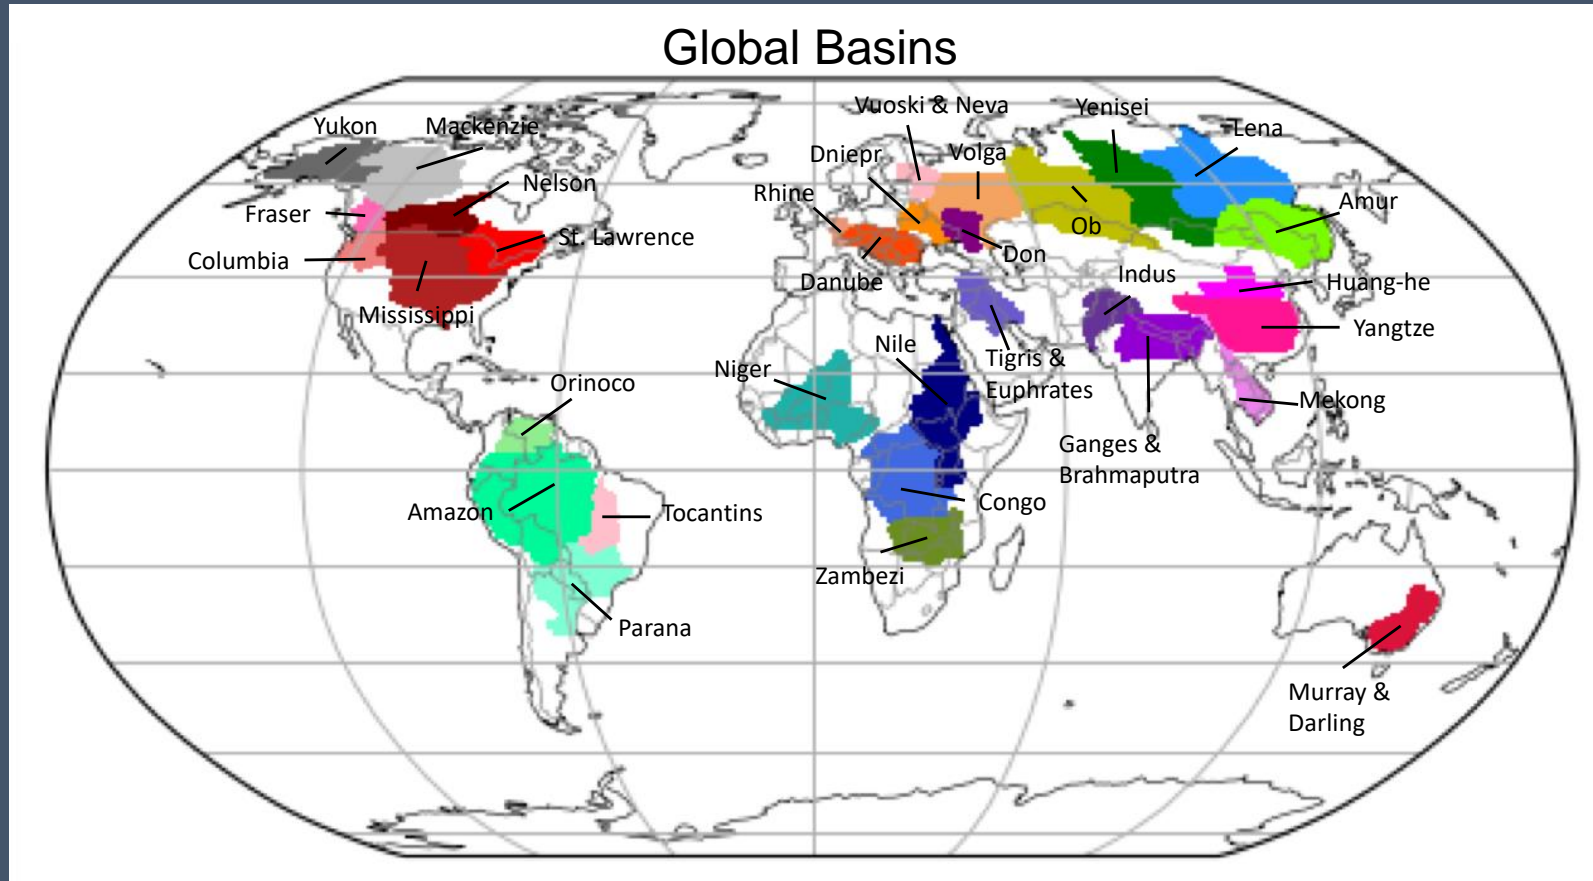 Global Basins
Vuoski & Neva
Yenisei
Yukon
Mackenzie
Lena
Dniepr
Volga
Nelson
Rhine
Amur
Fraser
Ob
St. Lawrence
Don
Columbia
Indus
Danube
Huang-he
Mississippi
Yangtze
Nile
Tigris &
Euphrates
Niger
Orinoco
Mekong
Ganges &
Brahmaputra
Amazon
Tocantins
Congo
Zambezi
Parana
Murray &
Darling